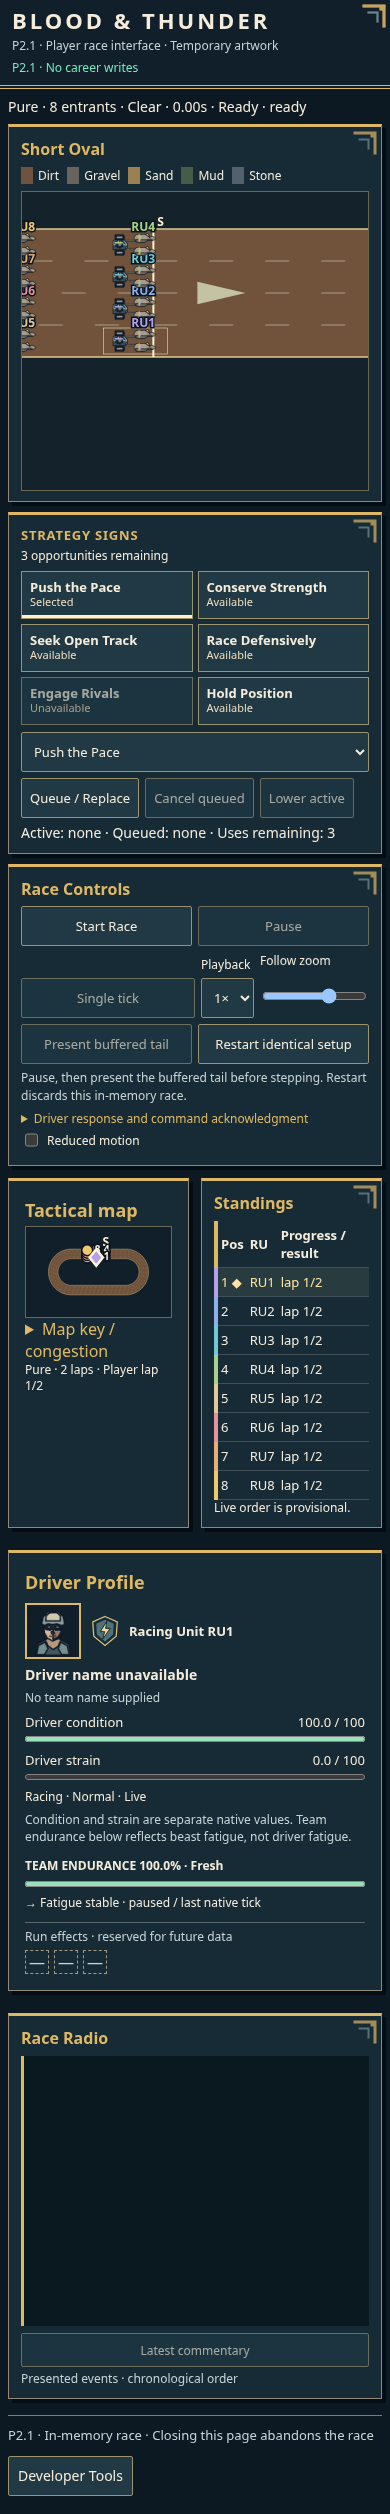 BLOOD & THUNDER
P2.1 · Player race interface · Temporary artwork
P2.1 · No career writes
Pure · 8 entrants · Clear · 0.00s · Ready · ready
Short Oval
Dirt Gravel Sand Mud Stone
S
U8 RU4
U7 RU3
U6 RU2
U5 RU1
STRATEGY SIGNS
3 opportunities remaining
Push the Pace
Selected
Conserve Strength
Available
Seek Open Track
Available
Race Defensively
Available
Engage Rivals
Unavailable
Hold Position
Available
Push the Pace
Queue / Replace
Cancel queued
Lower active
Active: none · Queued: none · Uses remaining: 3
Race Controls
Start Race
Pause
Single tick
Playback
1×
Follow zoom
Present buffered tail
Restart identical setup
Pause, then present the buffered tail before stepping. Restart
discards this in-memory race.
Driver response and command acknowledgment
Reduced motion
Tactical map
S
Map key /
congestion
Pure · 2 laps · Player lap
1/2
Standings
Pos RU Progress /
result
1 ◆ RU1 lap 1/2
2 RU2 lap 1/2
3 RU3 lap 1/2
4 RU4 lap 1/2
5 RU5 lap 1/2
6 RU6 lap 1/2
7 RU7 lap 1/2
8 RU8 lap 1/2
Live order is provisional.
Driver Profile
Racing Unit RU1
Driver name unavailable
No team name supplied
Driver condition 100.0 / 100
Driver strain 0.0 / 100
Racing · Normal · Live
Condition and strain are separate native values. Team
endurance below reflects beast fatigue, not driver fatigue.
TEAM ENDURANCE 100.0% · Fresh
→ Fatigue stable · paused / last native tick
Run effects · reserved for future data
— — —
Race Radio
Latest commentary
Presented events · chronological order
P2.1 · In-memory race · Closing this page abandons the race
Developer Tools